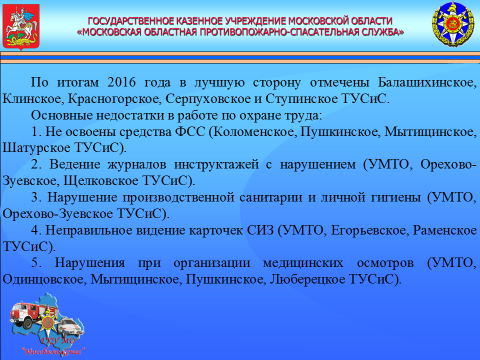 ГОСУДАРСТВЕННОЕ КАЗЕННОЕ УЧРЕЖДЕНИЕ МОСКОВСКОЙ ОБЛАСТИ
«МОСКОВСКАЯ ОБЛАСТНАЯ ПРОТИВОПОЖАРНО-СПАСАТЕЛЬНАЯ СЛУЖБА»
По итогам 2016 года в лучшую сторону отмечены Балашихинское,
Клинское, Красногорское, Серпуховское и Ступинское ТУСиС.
Основные недостатки в работе по охране труда:
1. Не освоены средства ФСС (Коломенское, Пушкинское, Мытищинское,
Шатурское ТУСиС).
2. Ведение журналов инструктажей с нарушением (УМТО, Орехово-
Зуевское, Щелковское ТУСиС).
3. Нарушение производственной санитарии и личной гигиены (УМТО,
Орехово-Зуевское ТУСиС).
4. Неправильное видение карточек СИЗ (УМТО, Егорьевское, Раменское
ТУСиС).
5. Нарушения при организации медицинских осмотров (УМТО,
Одинцовское, Мытищинское, Пушкинское, Люберецкое ТУСиС).